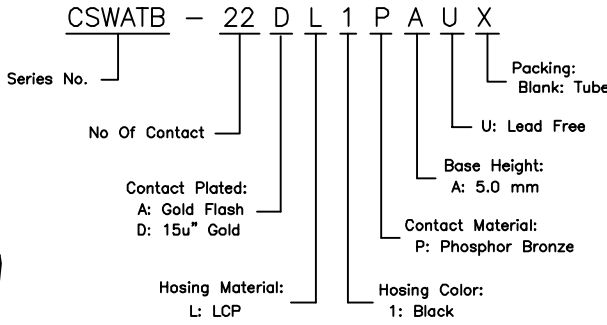 CSWATB - 22 D L 1 P A U X
Series No.
Packing:
Blank: Tube
No Of Contact
U: Lead Free
Base Height:
A: 5.0 mm
Contact Plated:
A: Gold Flash
D: 15u" Gold
Contact Material:
P: Phosphor Bronze
Hosing Material:
L: LCP
Hosing Color:
1: Black